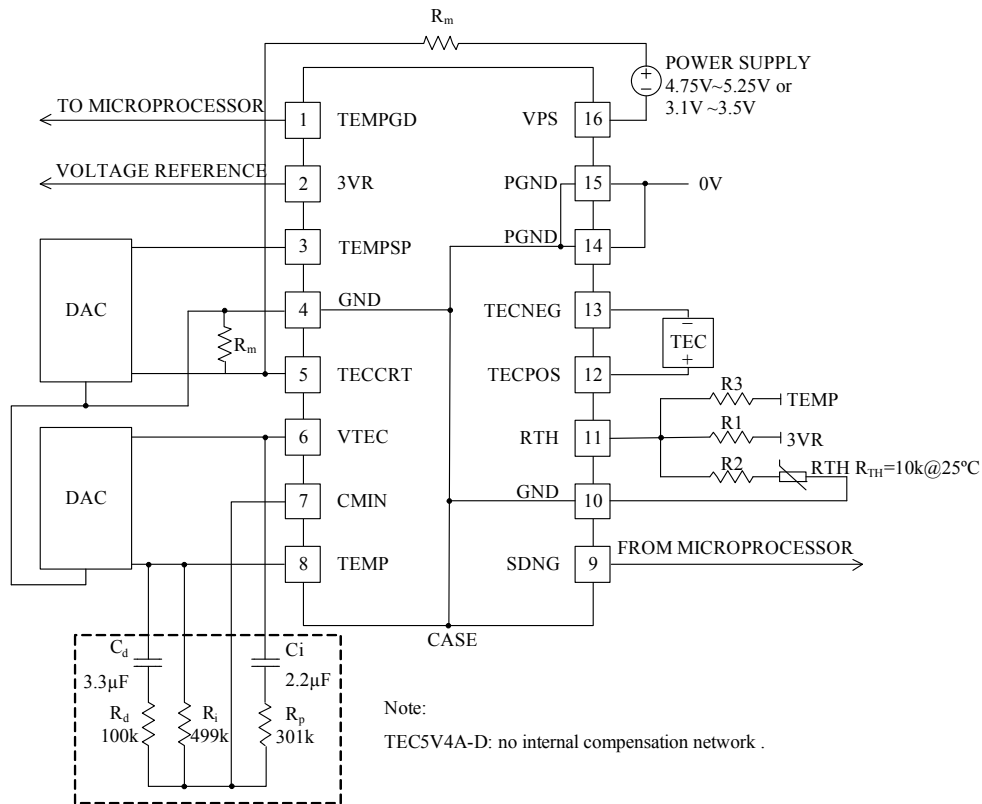 Rm
POWER SUPPLY
4.75V~5.25V or
3.1V ~3.5V
TO MICROPROCESSOR
1
TEMPGD
VPS
16
VOLTAGE REFERENCE
2
3VR
PGND
15
0V
3
TEMPSP
PGND
14
DAC
4
GND
TECNEG
13
Rm
TEC
5
TECCRT
TECPOS
12
R3
TEMP
6
VTEC
RTH
11
R1
3VR
R2
RTH RTH=10k@25ºC
DAC
7
CMIN
GND
10
8
TEMP
SDNG
9
FROM MICROPROCESSOR
CASE
Cd
3.3µF
Ci
2.2µF
Rd
100k
Ri
499k
Rp
301k
Note:
TEC5V4A-D: no internal compensation network .